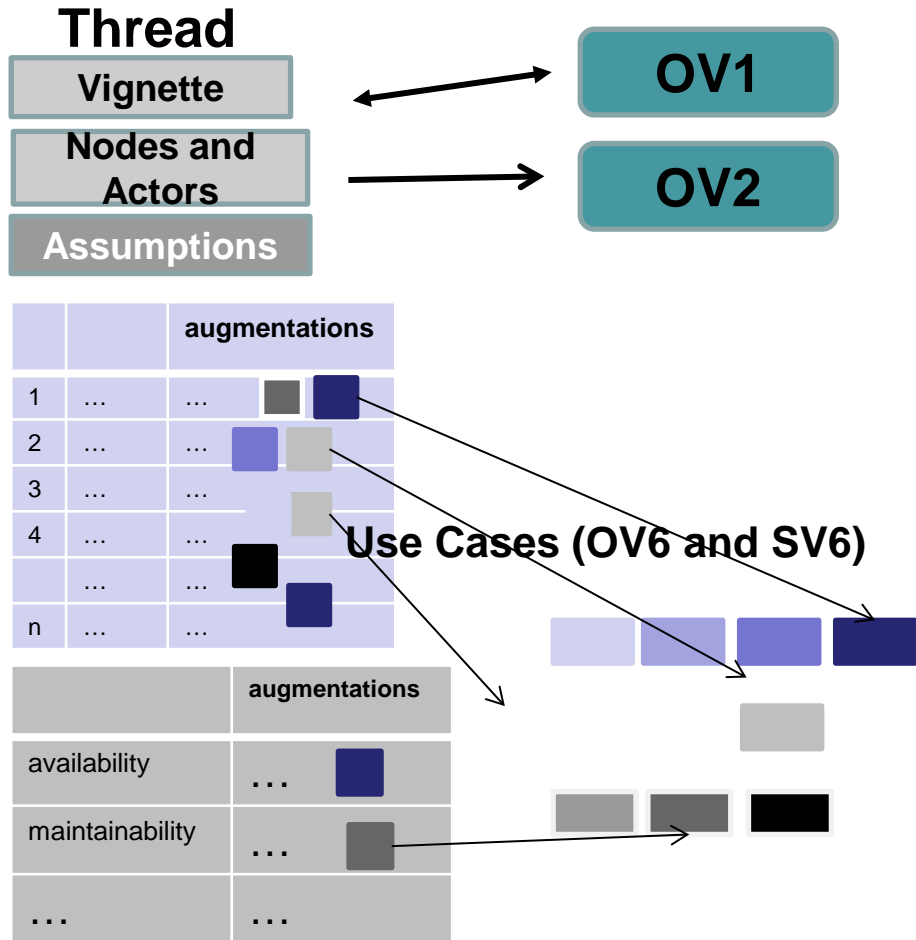 Thread
Vignette
OV1
Nodes and
Actors
OV2
Assumptions
augmentations
1 … …
2 … …
3 … …
4 … …
Use Cases (OV6 and SV6)
… …
n … …
augmentations
availability …
maintainability …
… …